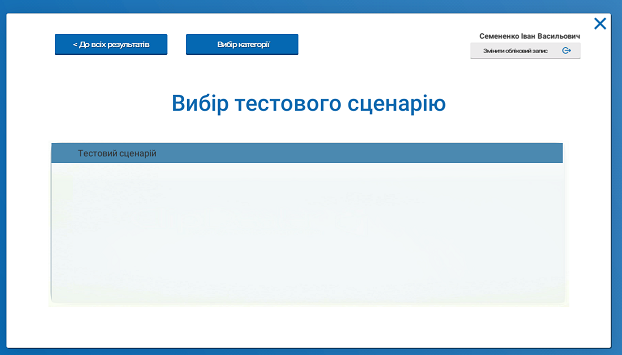 Семененко Іван Васильович
< До всіх результатів
Вибір категорії
Змінити обліковий запис
Вибір тестового сценарію
Тестовий сценарій